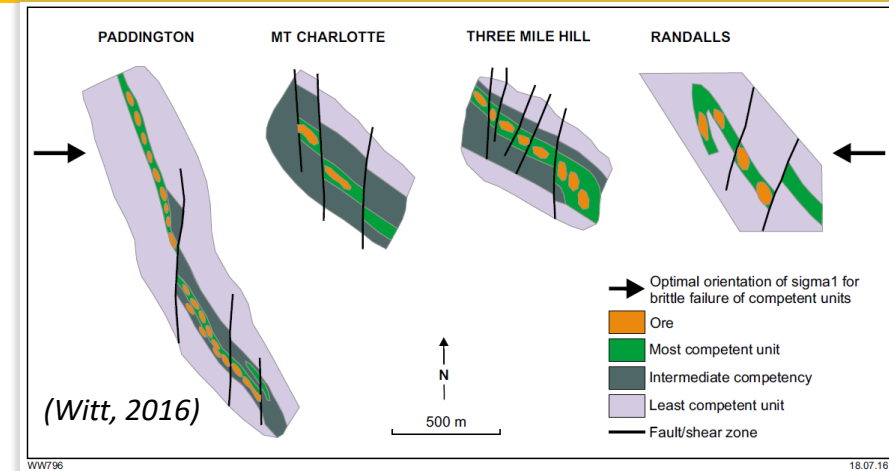 PADDINGTON
MT CHARLOTTE
THREE MILE HILL
RANDALLS
Optimal orientation of sigma1 for
brittle failure of competent units
Ore
Most competent unit
Intermediate competency
Least competent unit
Fault/shear zone
N
500 m
(Witt, 2016)
WW796
18.07.16